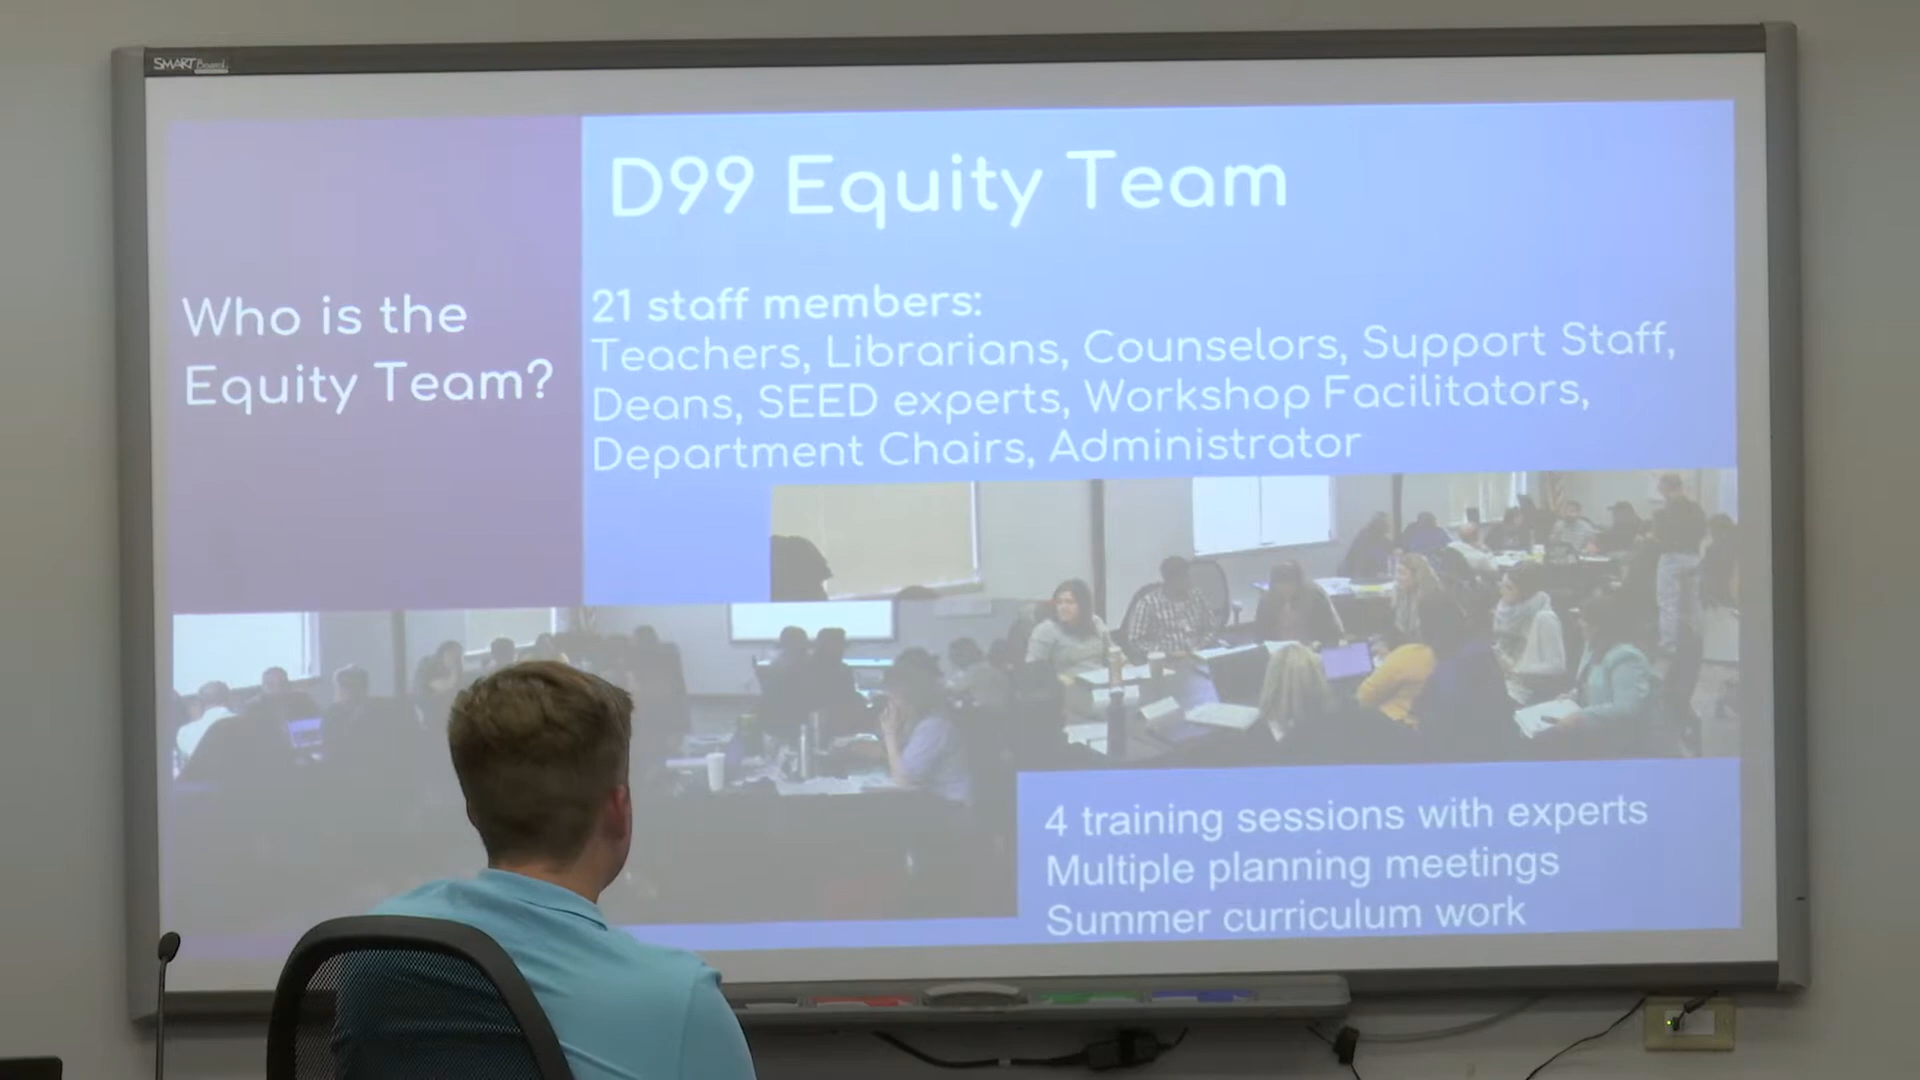 SMART Board
Who is the
Equity Team?
D99 Equity Team
21 staff members:
Teachers, Librarians, Counselors, Support Staff,
Deans, SEED experts, Workshop Facilitators,
Department Chairs, Administrator
4 training sessions with experts
Multiple planning meetings
Summer curriculum work